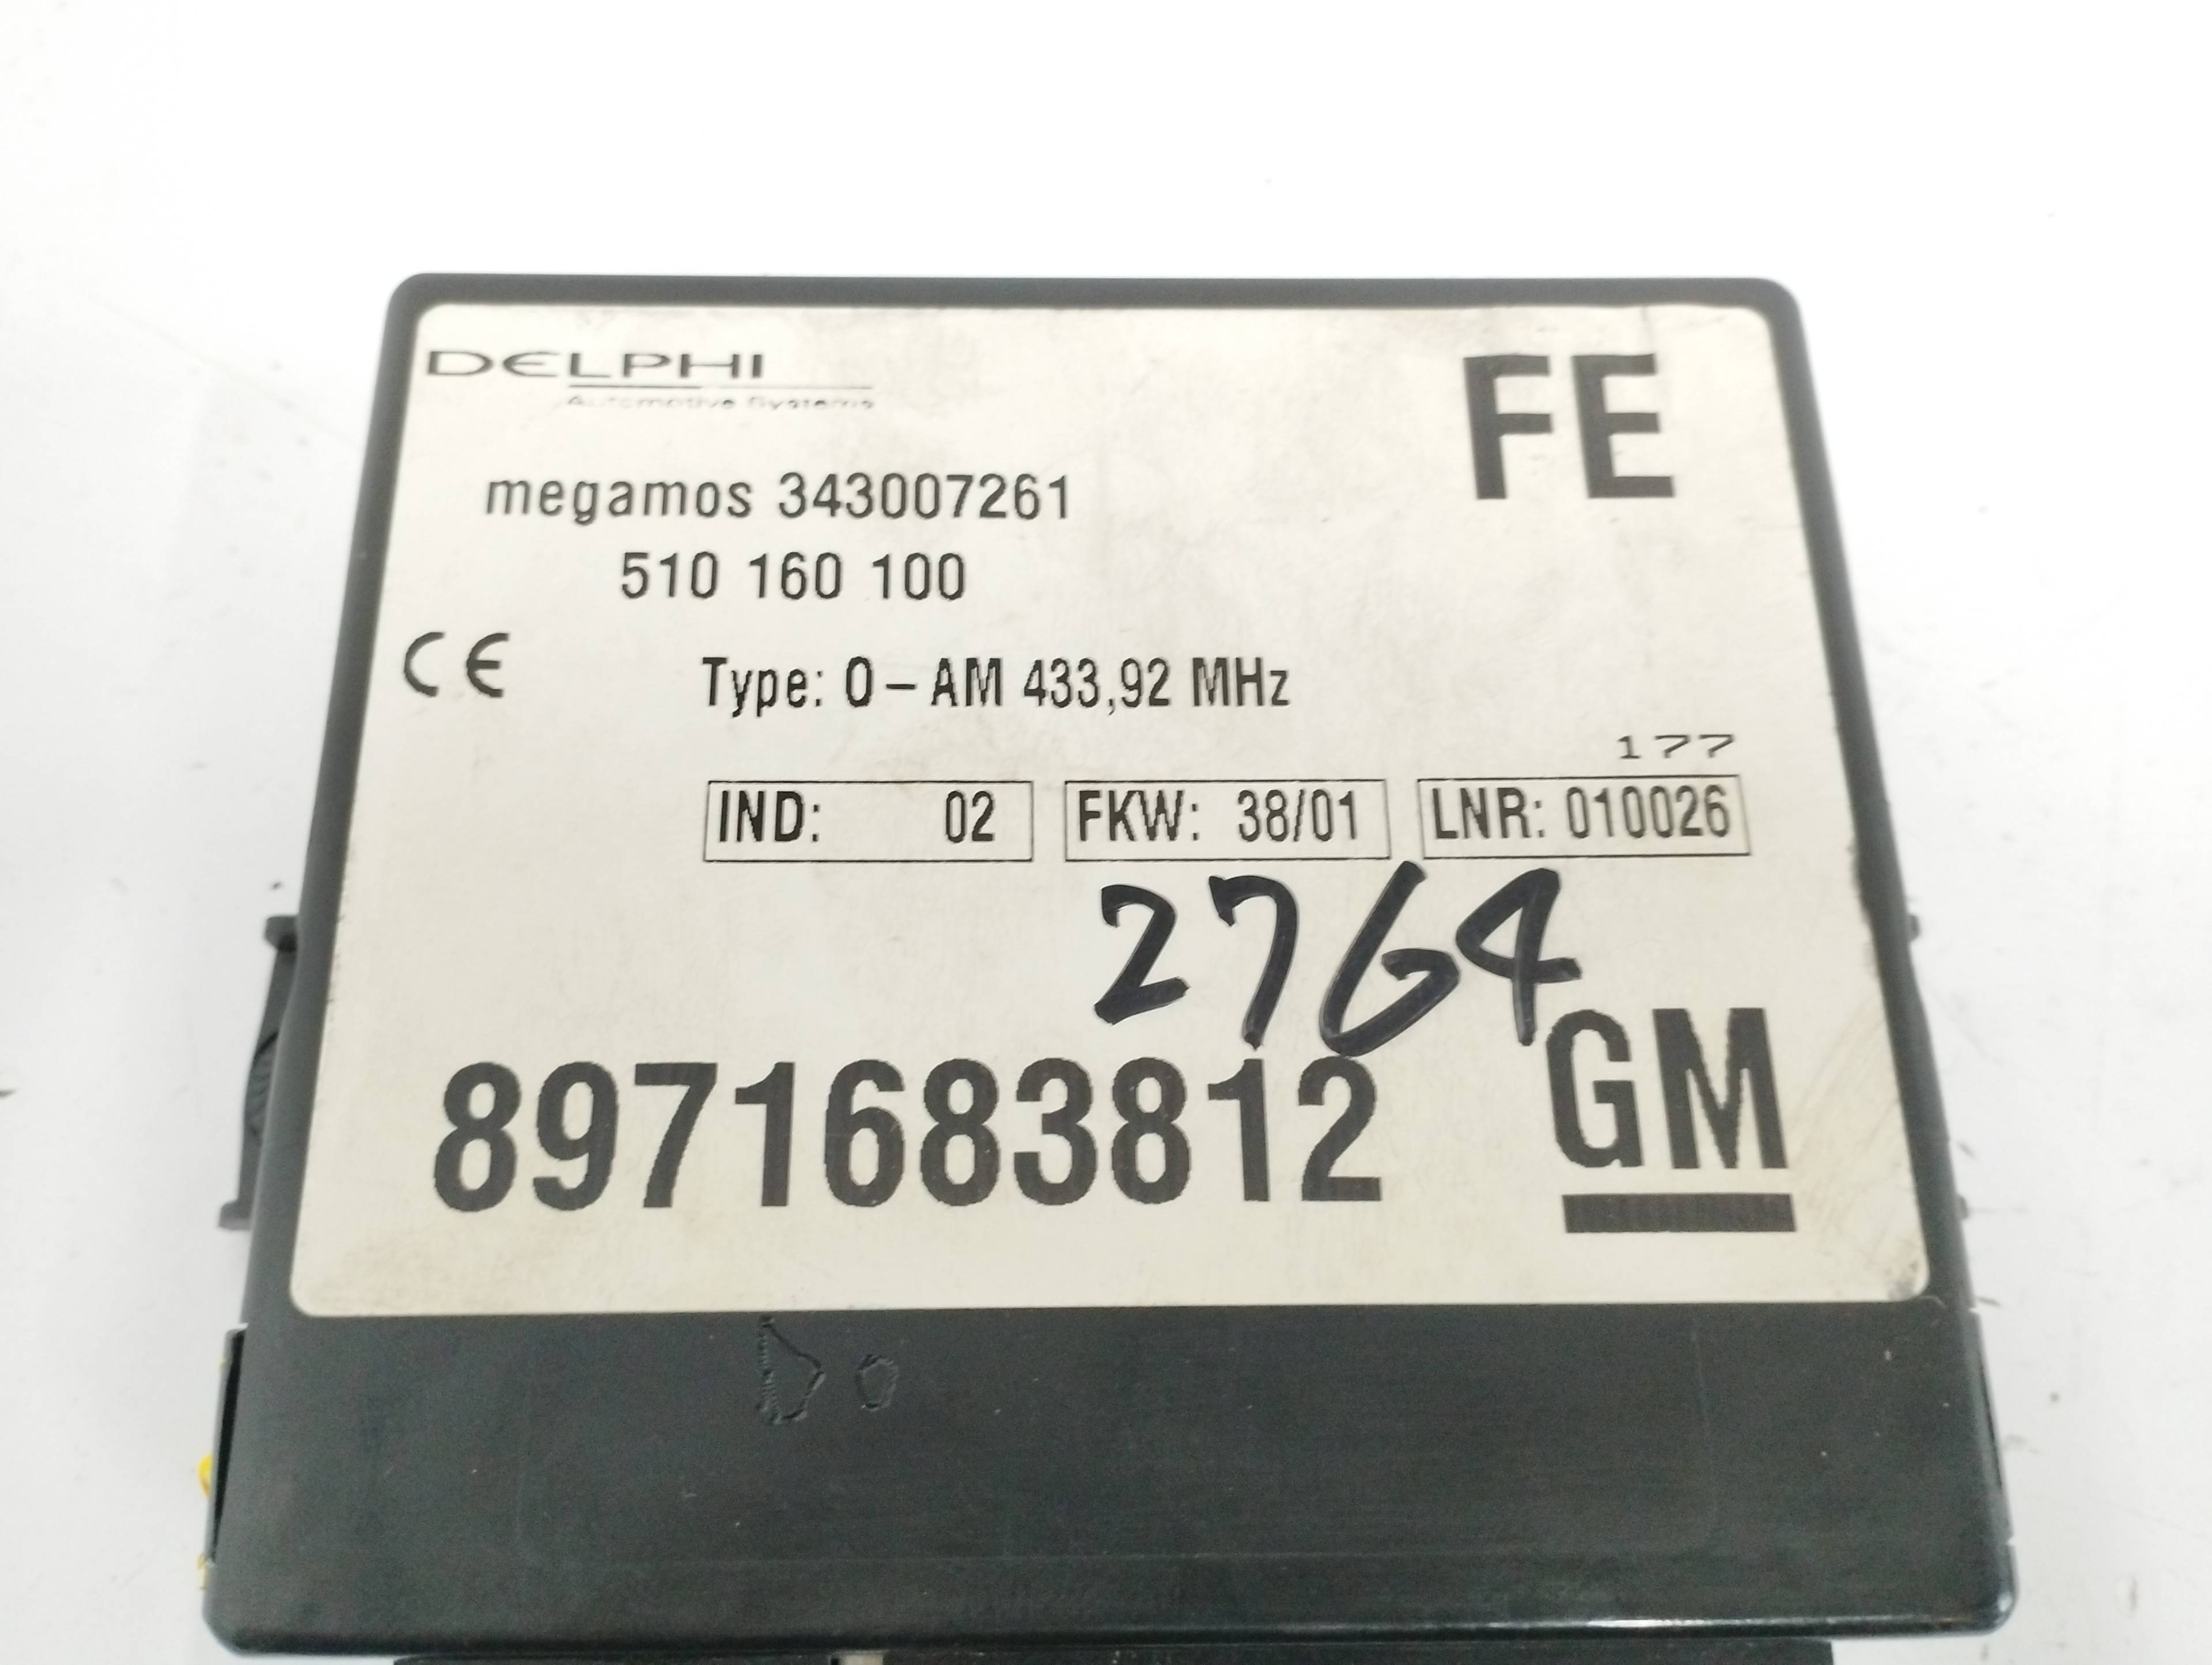 DELPHI
Automotive Systems
FE
megamos 343007261
510 160 100
CE
Type: 0-AM 433,92 MHz
177
IND: 02
FKW: 38/01
LNR: 010026
2764
8971683812
GM